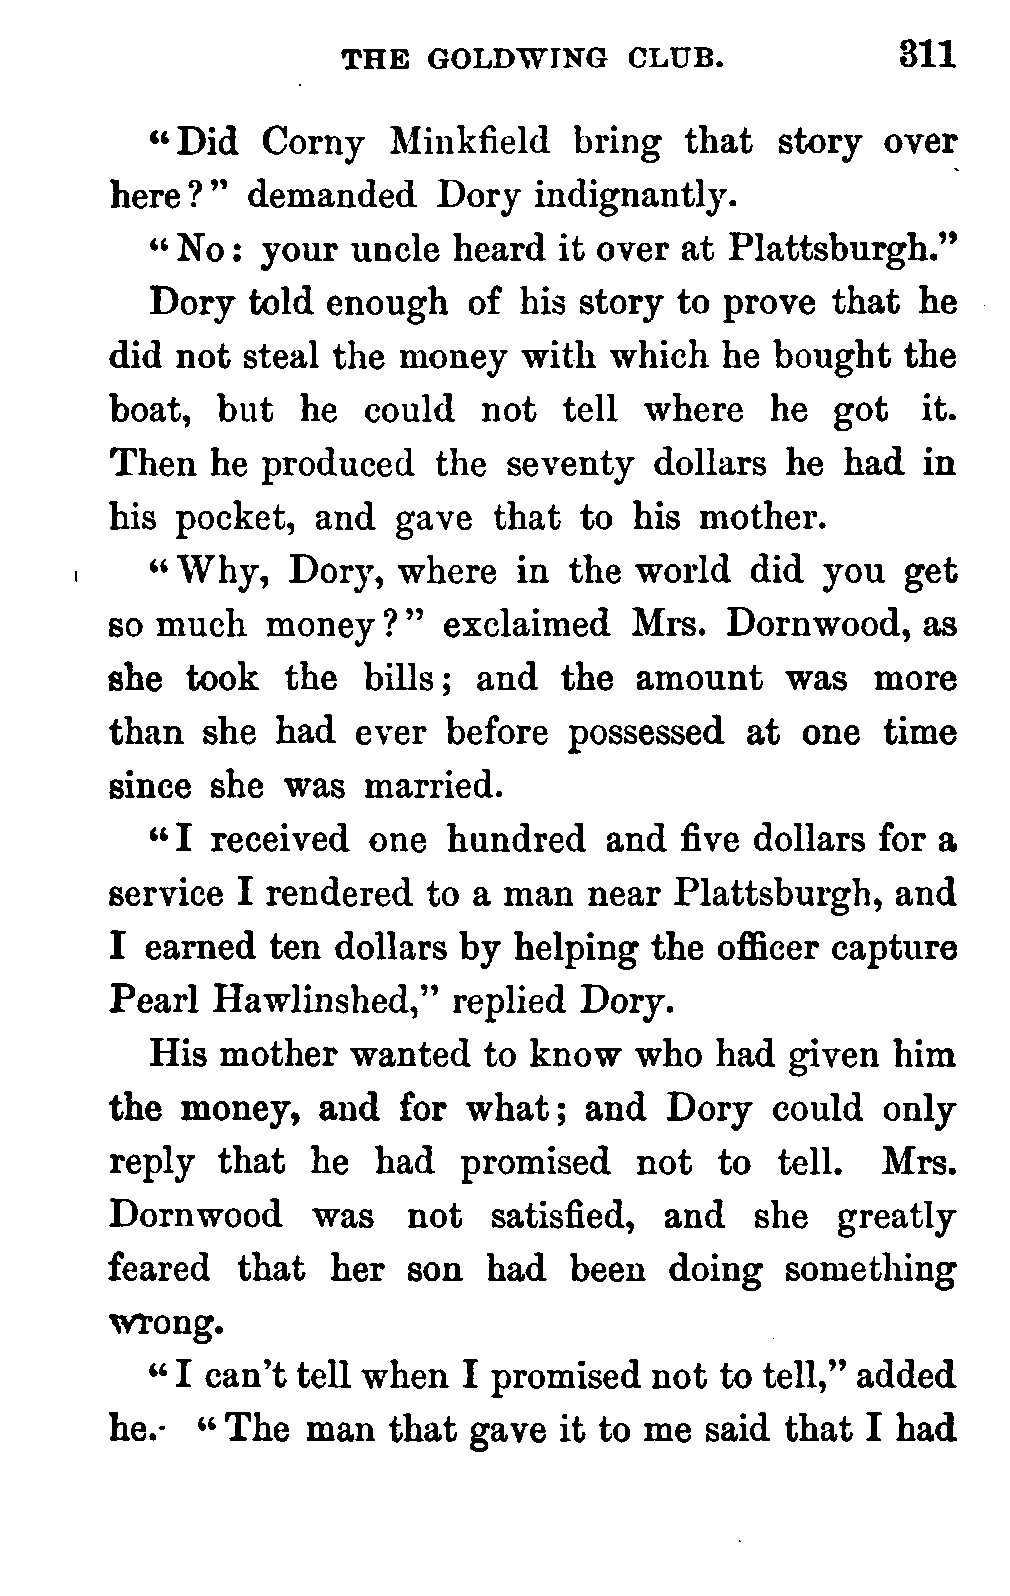 THE GOLDWING CLUB. 311
“Did Corny Minkfield bring that story over
here?” demanded Dory indignantly.
“No: your uncle heard it over at Plattsburgh.”
Dory told enough of his story to prove that he
did not steal the money with which he bought the
boat, but he could not tell where he got it.
Then he produced the seventy dollars he had in
his pocket, and gave that to his mother.
“Why, Dory, where in the world did you get
so much money?” exclaimed Mrs. Dornwood, as
she took the bills; and the amount was more
than she had ever before possessed at one time
since she was married.
“I received one hundred and five dollars for a
service I rendered to a man near Plattsburgh, and
I earned ten dollars by helping the officer capture
Pearl Hawlinshed,” replied Dory.
His mother wanted to know who had given him
the money, and for what; and Dory could only
reply that he had promised not to tell. Mrs.
Dornwood was not satisfied, and she greatly
feared that her son had been doing something
wrong.
“I can't tell when I promised not to tell,” added
he. “The man that gave it to me said that I had